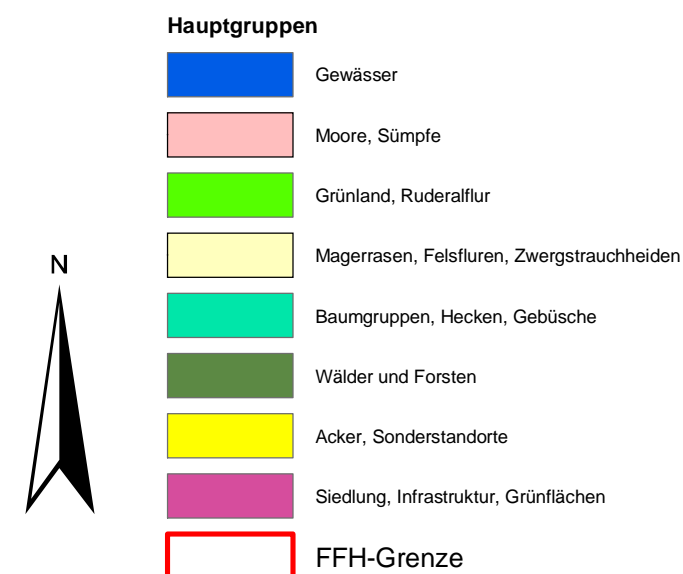 Hauptgruppen
Gewässer
Moore, Sümpfe
Grünland, Ruderalflur
Magerrasen, Felsfluren, Zwergstrauchheiden
N
Baumgruppen, Hecken, Gebüsche
Wälder und Forsten
Acker, Sonderstandorte
Siedlung, Infrastruktur, Grünflächen
FFH-Grenze